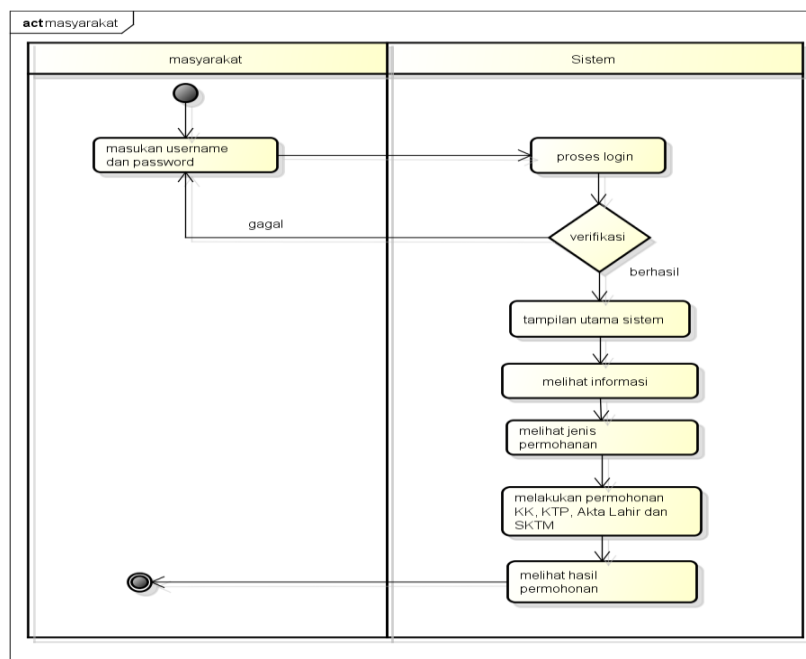 act masyarakat
masyarakat
Sistem
masukan username
dan password
proses login
gagal
verifikasi
berhasil
tampilan utama sistem
melihat informasi
melihat jenis
permohanan
melakukan permohonan
KK, KTP, Akta Lahir dan
SKTM
melihat hasil
permohonan